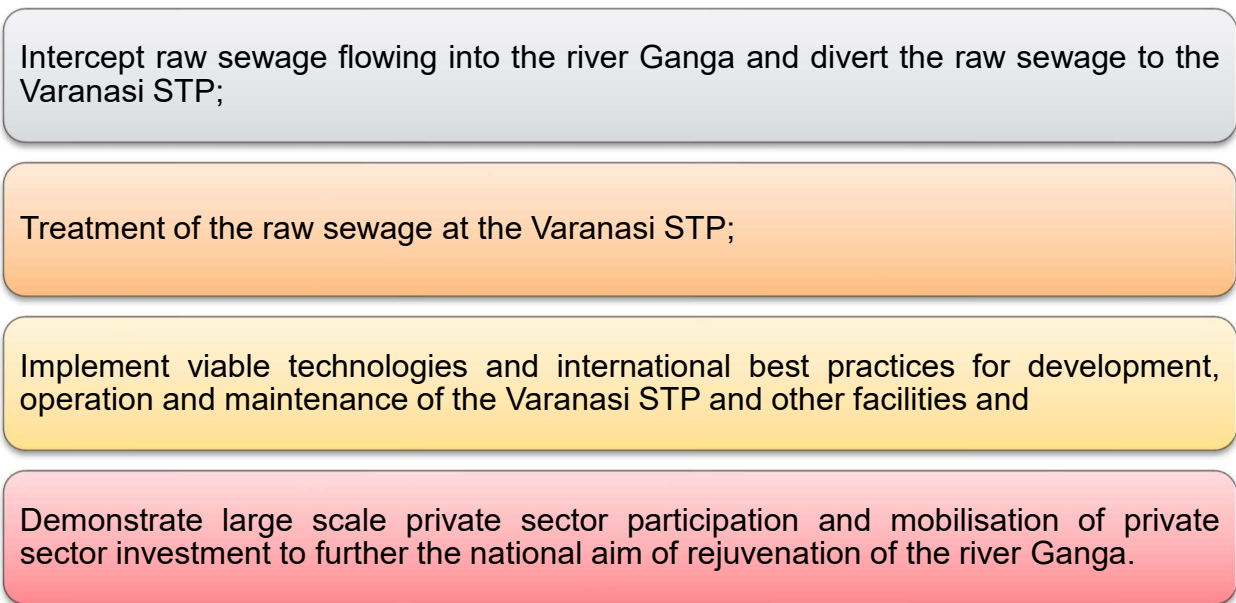 Intercept raw sewage flowing into the river Ganga and divert the raw sewage to the
Varanasi STP;
Treatment of the raw sewage at the Varanasi STP;
Implement viable technologies and international best practices for development,
operation and maintenance of the Varanasi STP and other facilities and
Demonstrate large scale private sector participation and mobilisation of private
sector investment to further the national aim of rejuvenation of the river Ganga.